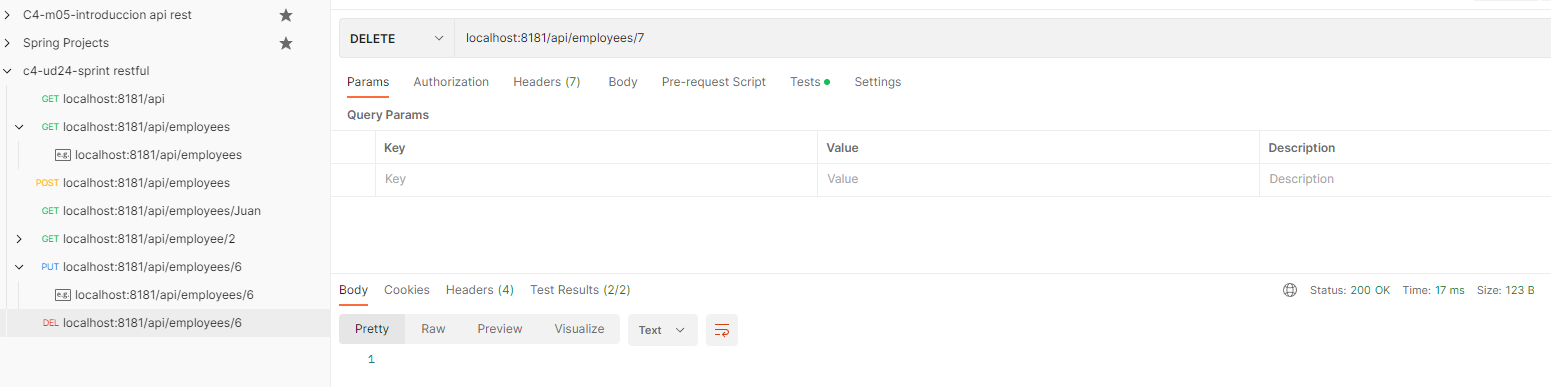 C4-m05-introduccion api rest
Spring Projects
c4-ud24-sprint restful
GET localhost:8181/api
GET localhost:8181/api/employees
e.g. localhost:8181/api/employees
POST localhost:8181/api/employees
GET localhost:8181/api/employees/Juan
GET localhost:8181/api/employee/2
PUT localhost:8181/api/employees/6
e.g. localhost:8181/api/employees/6
DEL localhost:8181/api/employees/6
DELETE localhost:8181/api/employees/7
Params Authorization Headers (7) Body Pre-request Script Tests Settings
Query Params
Key Value Description
Key Value Description
Body Cookies Headers (4) Test Results (2/2) Status: 200 OK Time: 17 ms Size: 123 B
Pretty Raw Preview Visualize Text
1